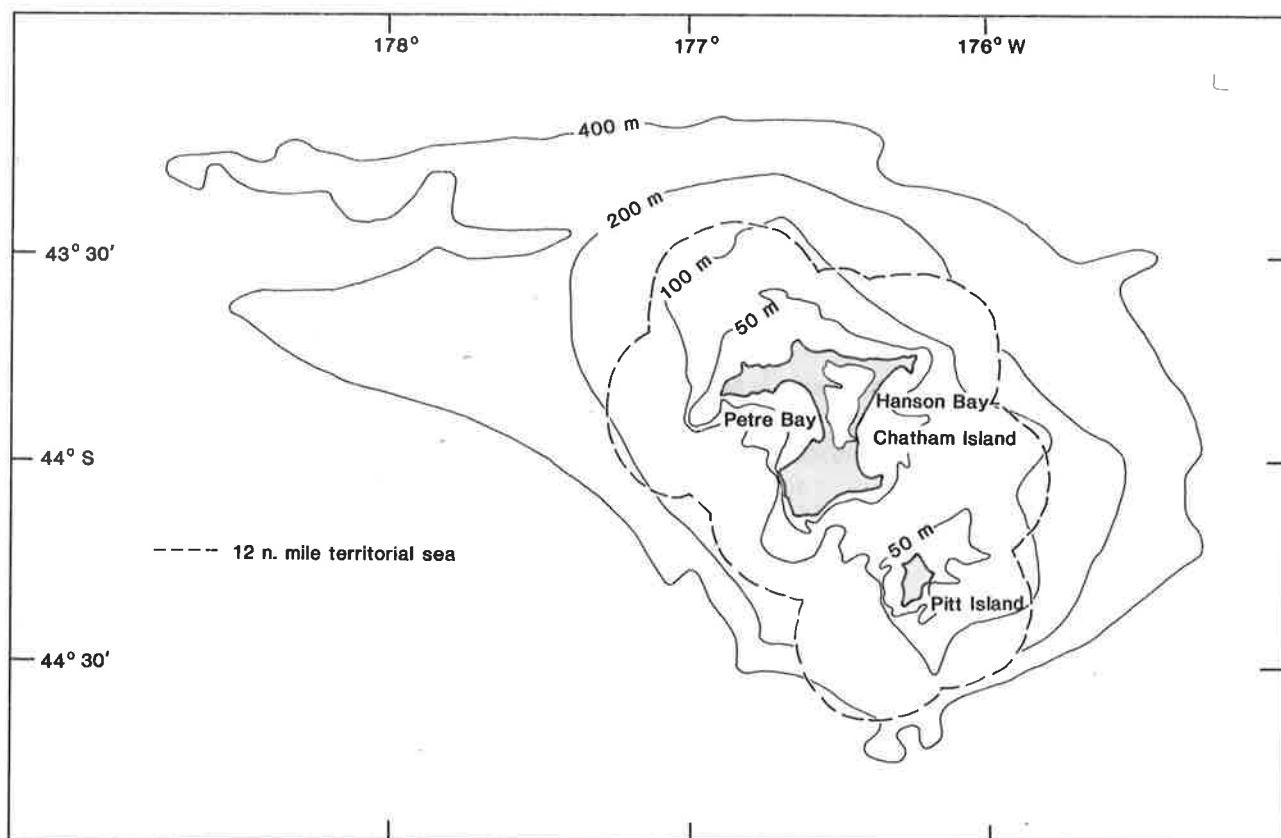 178°
177°
176° W
400 m
200 m
43° 30′
100 m
50 m
Hanson Bay
Petre Bay
Chatham Island
44° S
50 m
--- 12 n. mile territorial sea
Pitt Island
44° 30′